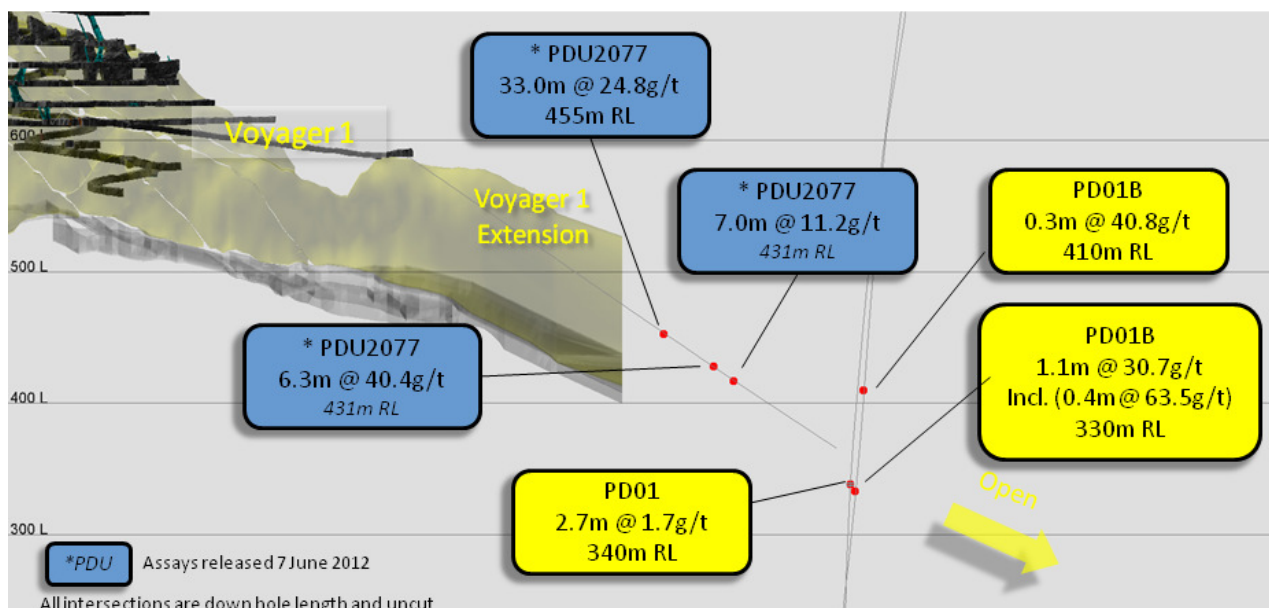 * PDU2077
33.0m @ 24.8g/t
455m RL
600 L
Voyager 1
Voyager 1
Extension
* PDU2077
7.0m @ 11.2g/t
431m RL
PD01B
0.3m @ 40.8g/t
410m RL
500 L
* PDU2077
6.3m @ 40.4g/t
431m RL
PD01B
1.1m @ 30.7g/t
Incl. (0.4m @ 63.5g/t)
330m RL
400 L
PD01
2.7m @ 1.7g/t
340m RL
Open
300 L
*PDU
Assays released 7 June 2012
All intersections are down hole length and uncut